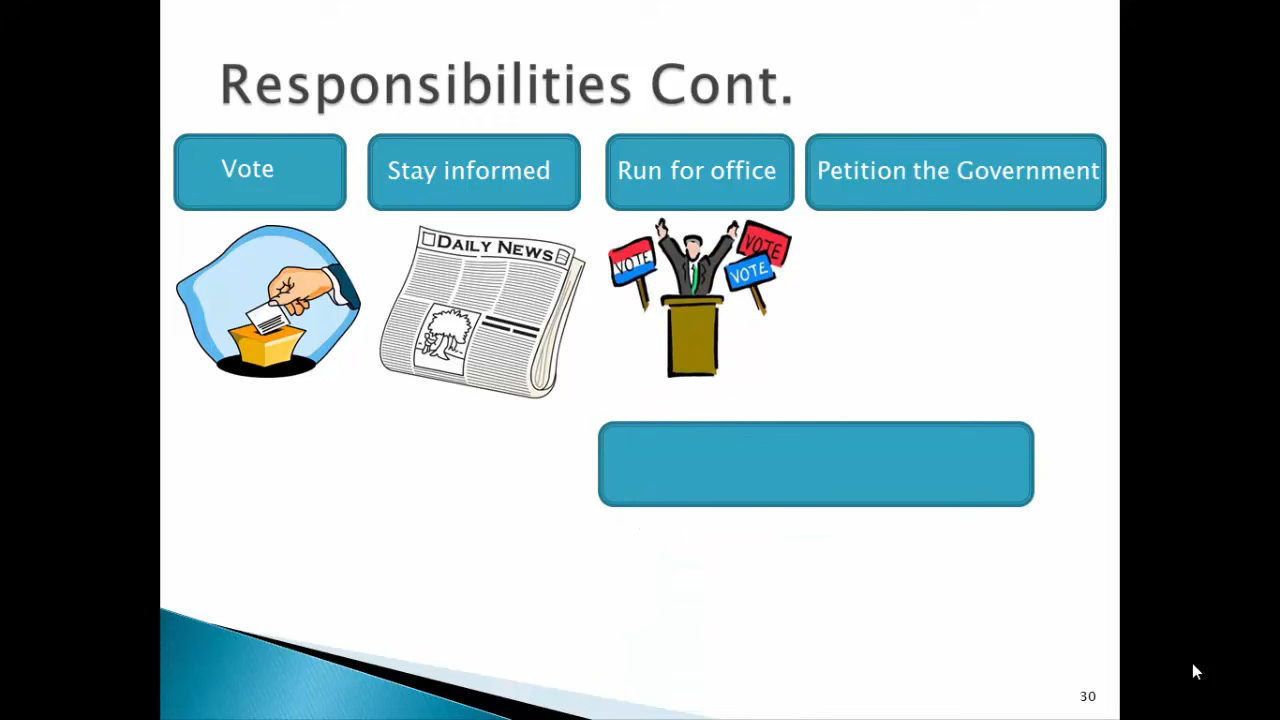 Responsibilities Cont.
Vote
Stay informed
Run for office
Petition the Government
DAILY NEWS
VOTE
VOTE
VOTE
30